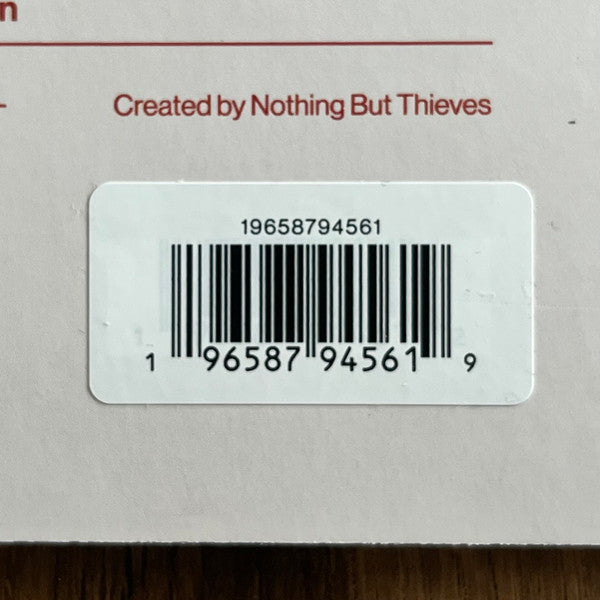 n
Created by Nothing But Thieves
19658794561
1 96587 94561 9